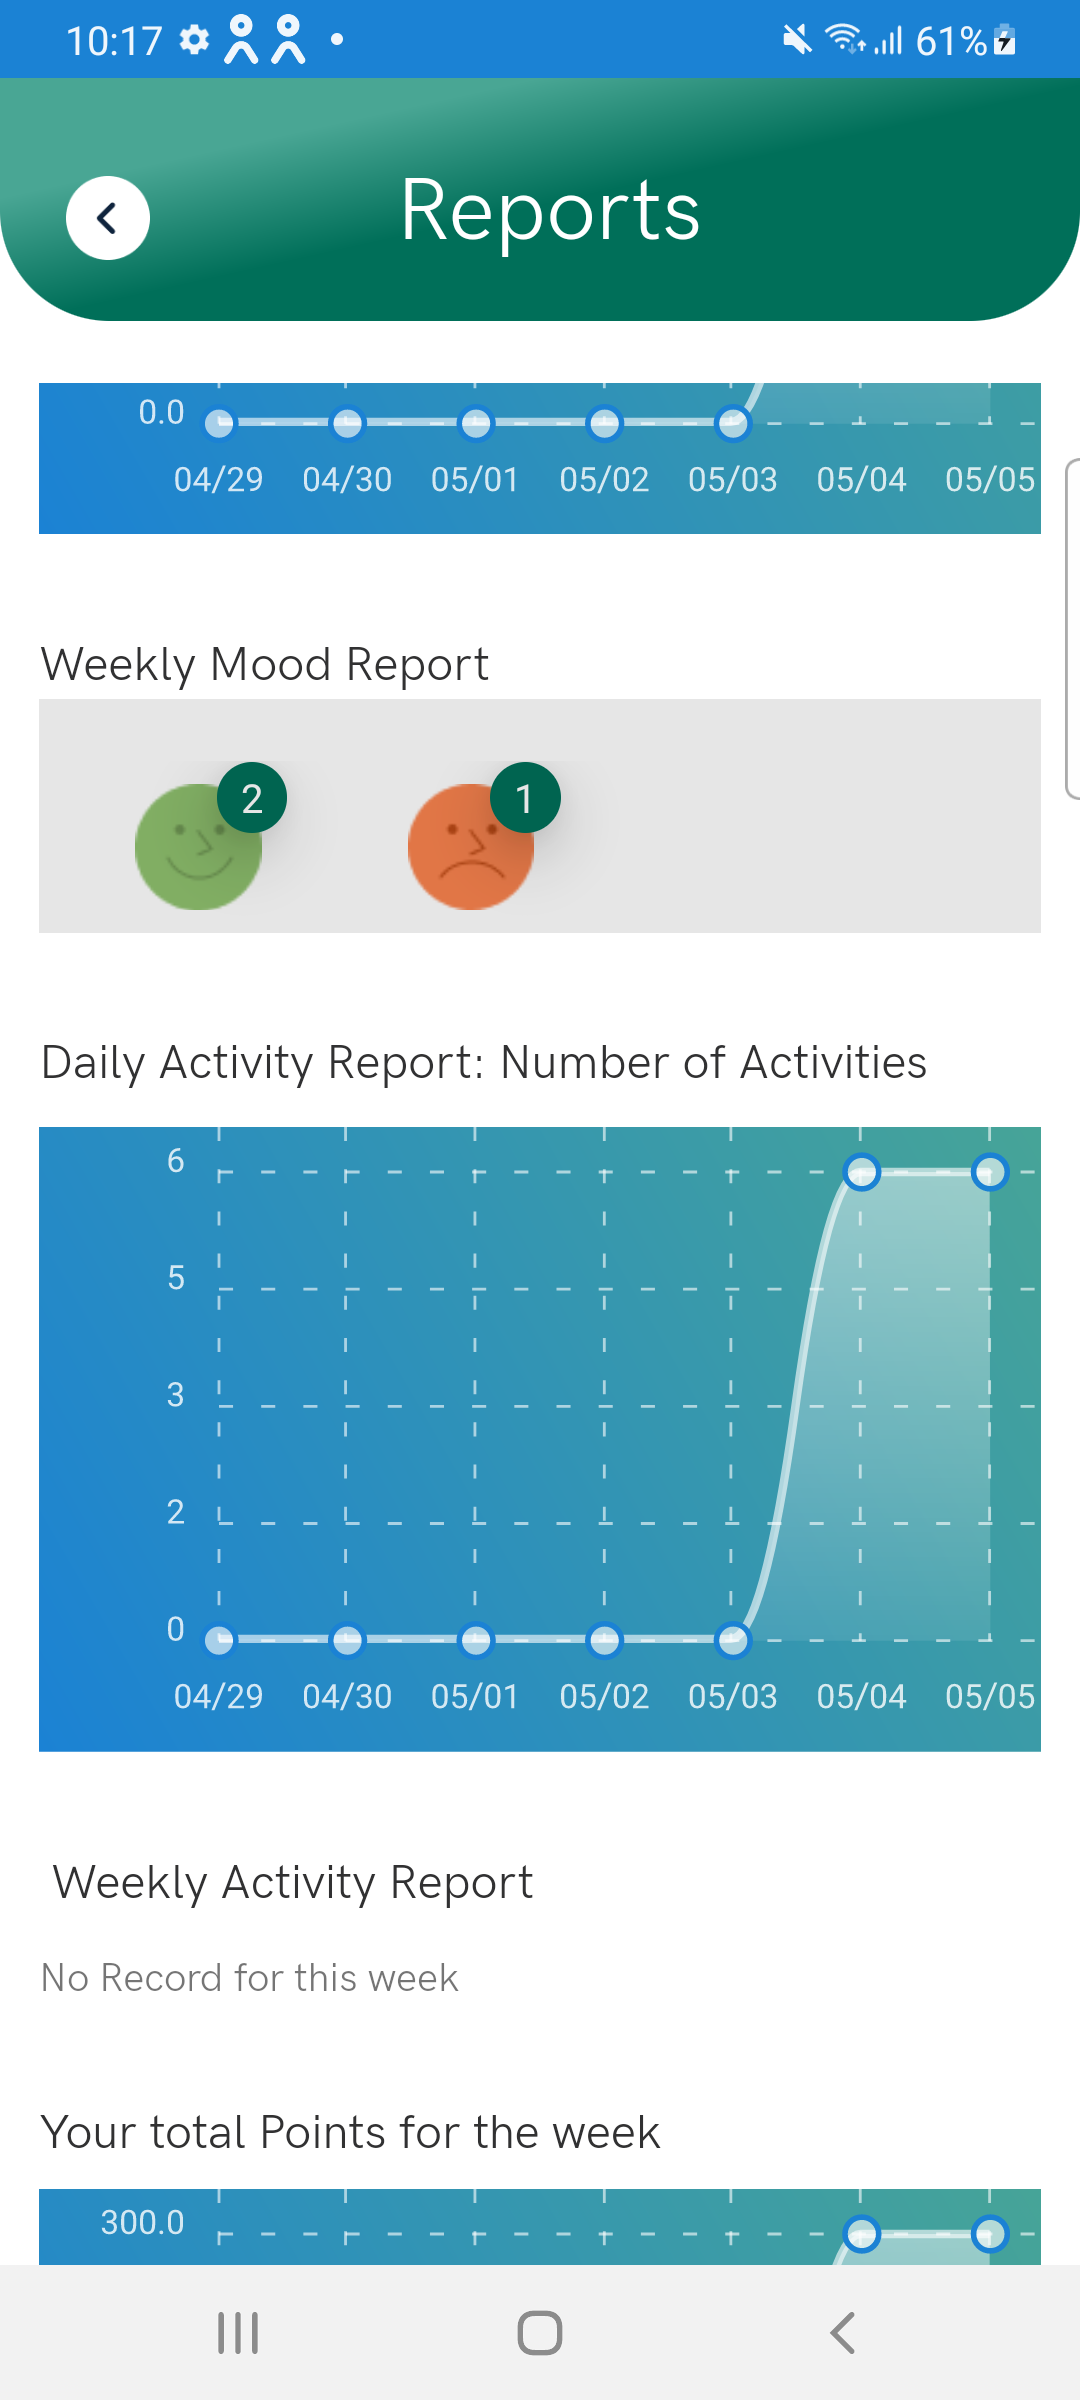 10:17 61%
Reports
0.0
04/29 04/30 05/01 05/02 05/03 05/04 05/05
Weekly Mood Report
2 1
Daily Activity Report: Number of Activities
6
5
3
2
0
04/29 04/30 05/01 05/02 05/03 05/04 05/05
Weekly Activity Report
No Record for this week
Your total Points for the week
300.0